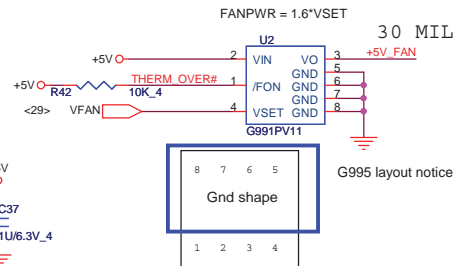 FANPWR = 1.6*VSET
30 MIL
U2
+5V 2 VIN VO 3 +5V_FAN
GND 5
+5V R42 10K_4 THERM_OVER# 1 /FON GND 6
GND 7
<29> VFAN 4 VSET GND 8
G991PV11
G995 layout notice
8 7 6 5
Gnd shape
1 2 3 4
C37
1U/6.3V_4